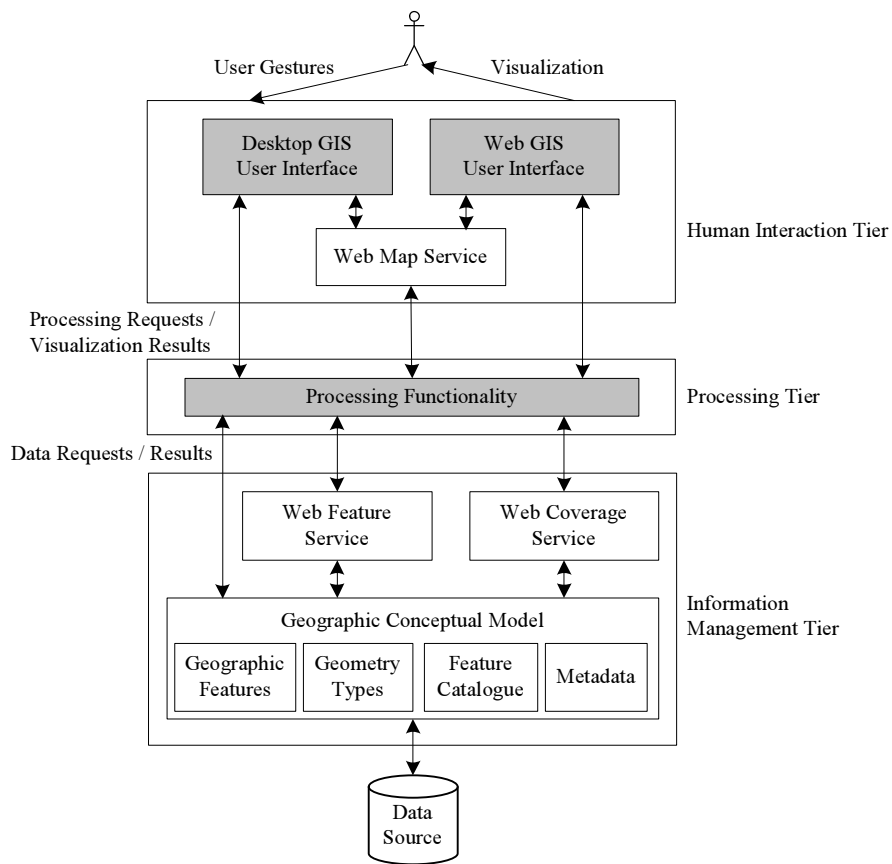 User Gestures
Visualization
Desktop GIS
User Interface
Web GIS
User Interface
Web Map Service
Human Interaction Tier
Processing Requests /
Visualization Results
Processing Functionality
Processing Tier
Data Requests / Results
Web Feature
Service
Web Coverage
Service
Geographic Conceptual Model
Information
Management Tier
Geographic
Features
Geometry
Types
Feature
Catalogue
Metadata
Data
Source